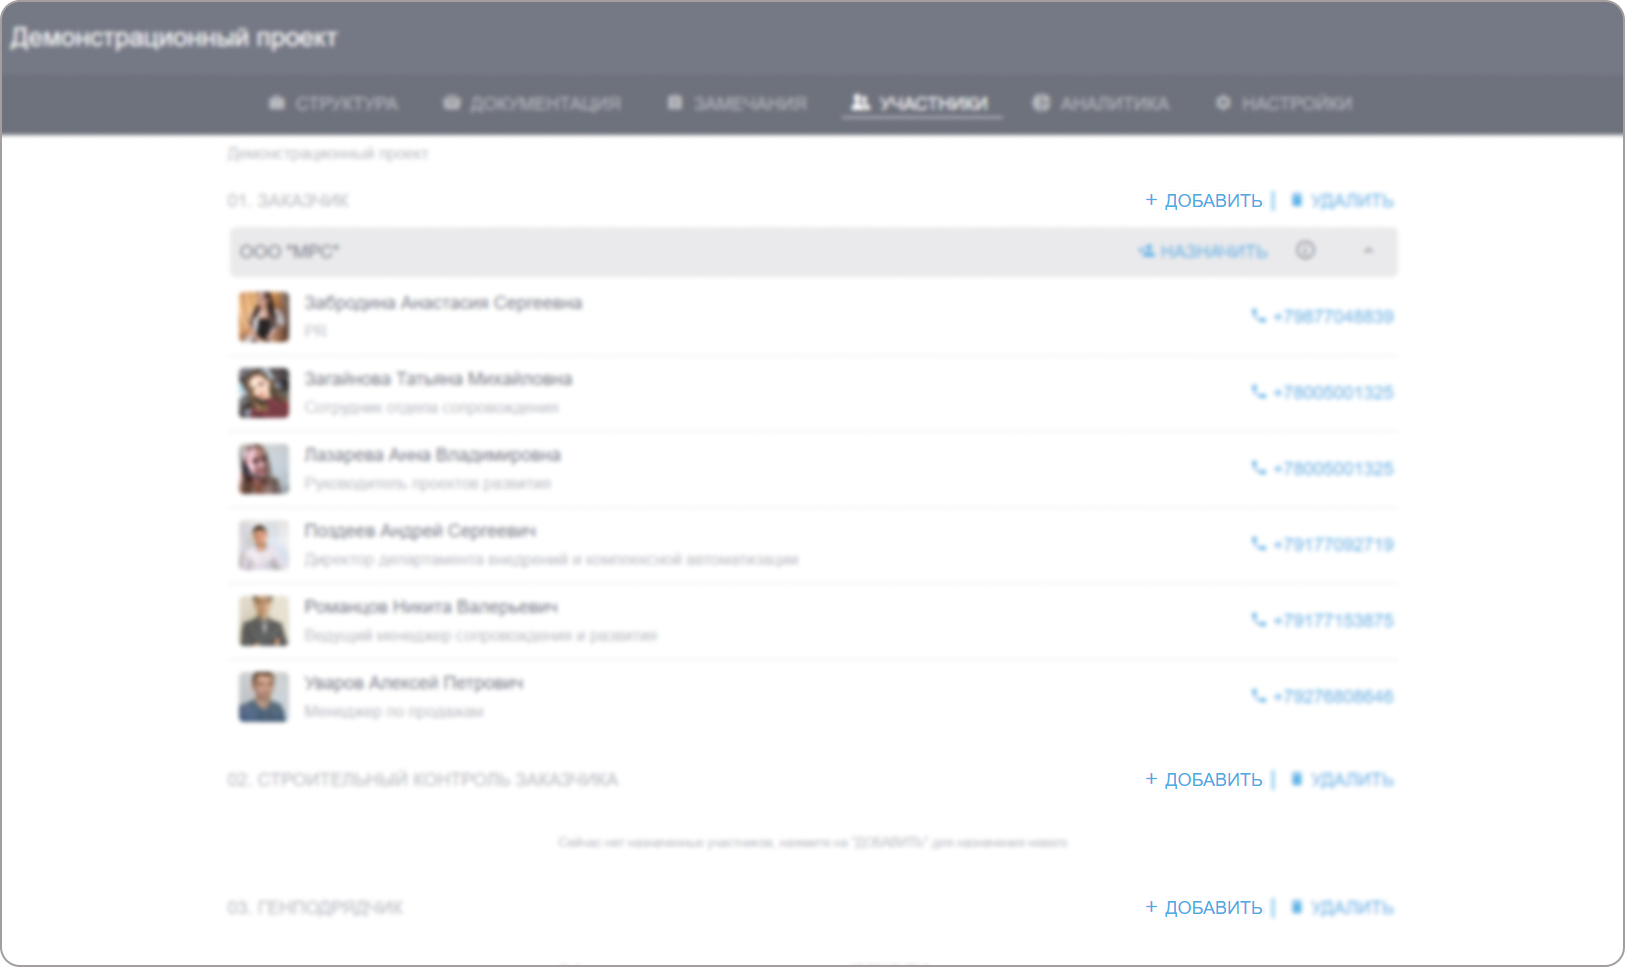 Демонстрационный проект
СТРУКТУРА ДОКУМЕНТАЦИЯ ЗАМЕЧАНИЯ УЧАСТНИКИ АНАЛИТИКА НАСТРОЙКИ
Демонстрационный проект
01. ЗАКАЗЧИК + ДОБАВИТЬ | УДАЛИТЬ
ООО "МРС" НАЗНАЧИТЬ
Забродина Анастасия Сергеевна
PR
+79877048839
Загайнова Татьяна Михайловна
Сотрудник отдела сопровождения
+78005001325
Лазарева Анна Владимировна
Руководитель проектов развития
+78005001325
Поздеев Андрей Сергеевич
Директор департамента внедрений и комплексной автоматизации
+79177092719
Романцов Никита Валерьевич
Ведущий менеджер сопровождения и развития
+79177153875
Уваров Алексей Петрович
Менеджер по продажам
+79276808646
02. СТРОИТЕЛЬНЫЙ КОНТРОЛЬ ЗАКАЗЧИКА + ДОБАВИТЬ | УДАЛИТЬ
Сейчас нет назначенных участников, нажмите на "ДОБАВИТЬ" для назначения нового
03. ГЕНПОДРЯДЧИК + ДОБАВИТЬ | УДАЛИТЬ